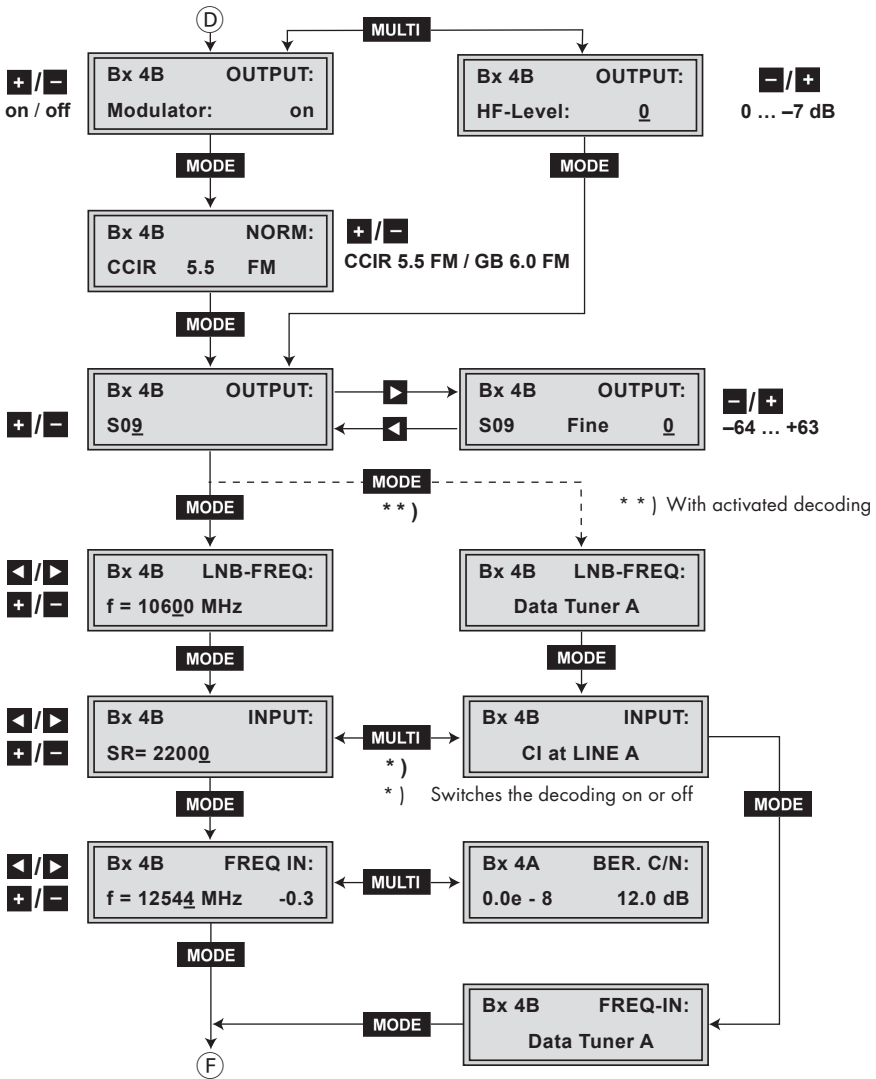 D
MULTI
+ / −
on / off
Bx 4B OUTPUT:
Modulator: on
Bx 4B OUTPUT:
HF-Level: 0
− / +
0 … –7 dB
MODE
MODE
Bx 4B NORM:
CCIR 5.5 FM
+ / −
CCIR 5.5 FM / GB 6.0 FM
MODE
+ / −
Bx 4B OUTPUT:
S09
▶
◀
Bx 4B OUTPUT:
S09 Fine 0
− / +
–64 … +63
MODE
* * )
MODE
* * ) With activated decoding
◀ / ▶
+ / −
Bx 4B LNB-FREQ:
f = 10600 MHz
Bx 4B LNB-FREQ:
Data Tuner A
MODE
MODE
◀ / ▶
+ / −
Bx 4B INPUT:
SR= 22000
MULTI
* )
Bx 4B INPUT:
CI at LINE A
* ) Switches the decoding on or off
MODE
MODE
◀ / ▶
+ / −
Bx 4B FREQ IN:
f = 12544 MHz -0.3
MULTI
Bx 4A BER. C/N:
0.0e - 8 12.0 dB
MODE
MODE
Bx 4B FREQ-IN:
Data Tuner A
F